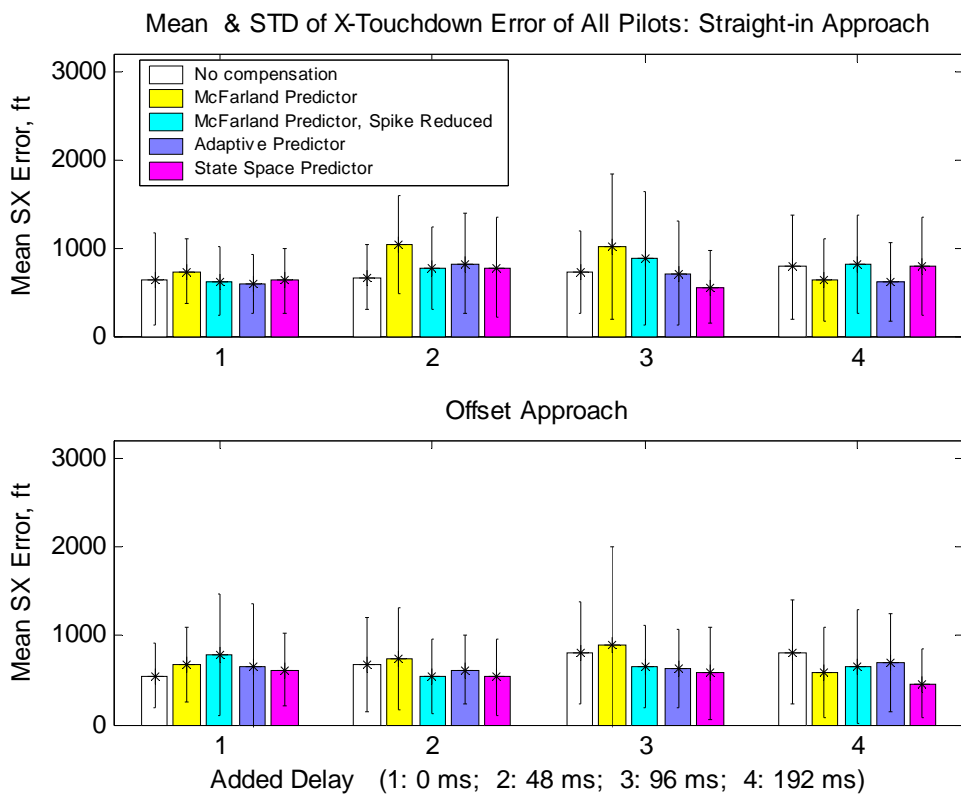 Mean & STD of X-Touchdown Error of All Pilots: Straight-in Approach
3000
2000
1000
0
Mean SX Error, ft
No compensation
McFarland Predictor
McFarland Predictor, Spike Reduced
Adaptive Predictor
State Space Predictor
1 2 3 4
Offset Approach
3000
2000
1000
0
Mean SX Error, ft
1 2 3 4
Added Delay (1: 0 ms; 2: 48 ms; 3: 96 ms; 4: 192 ms)